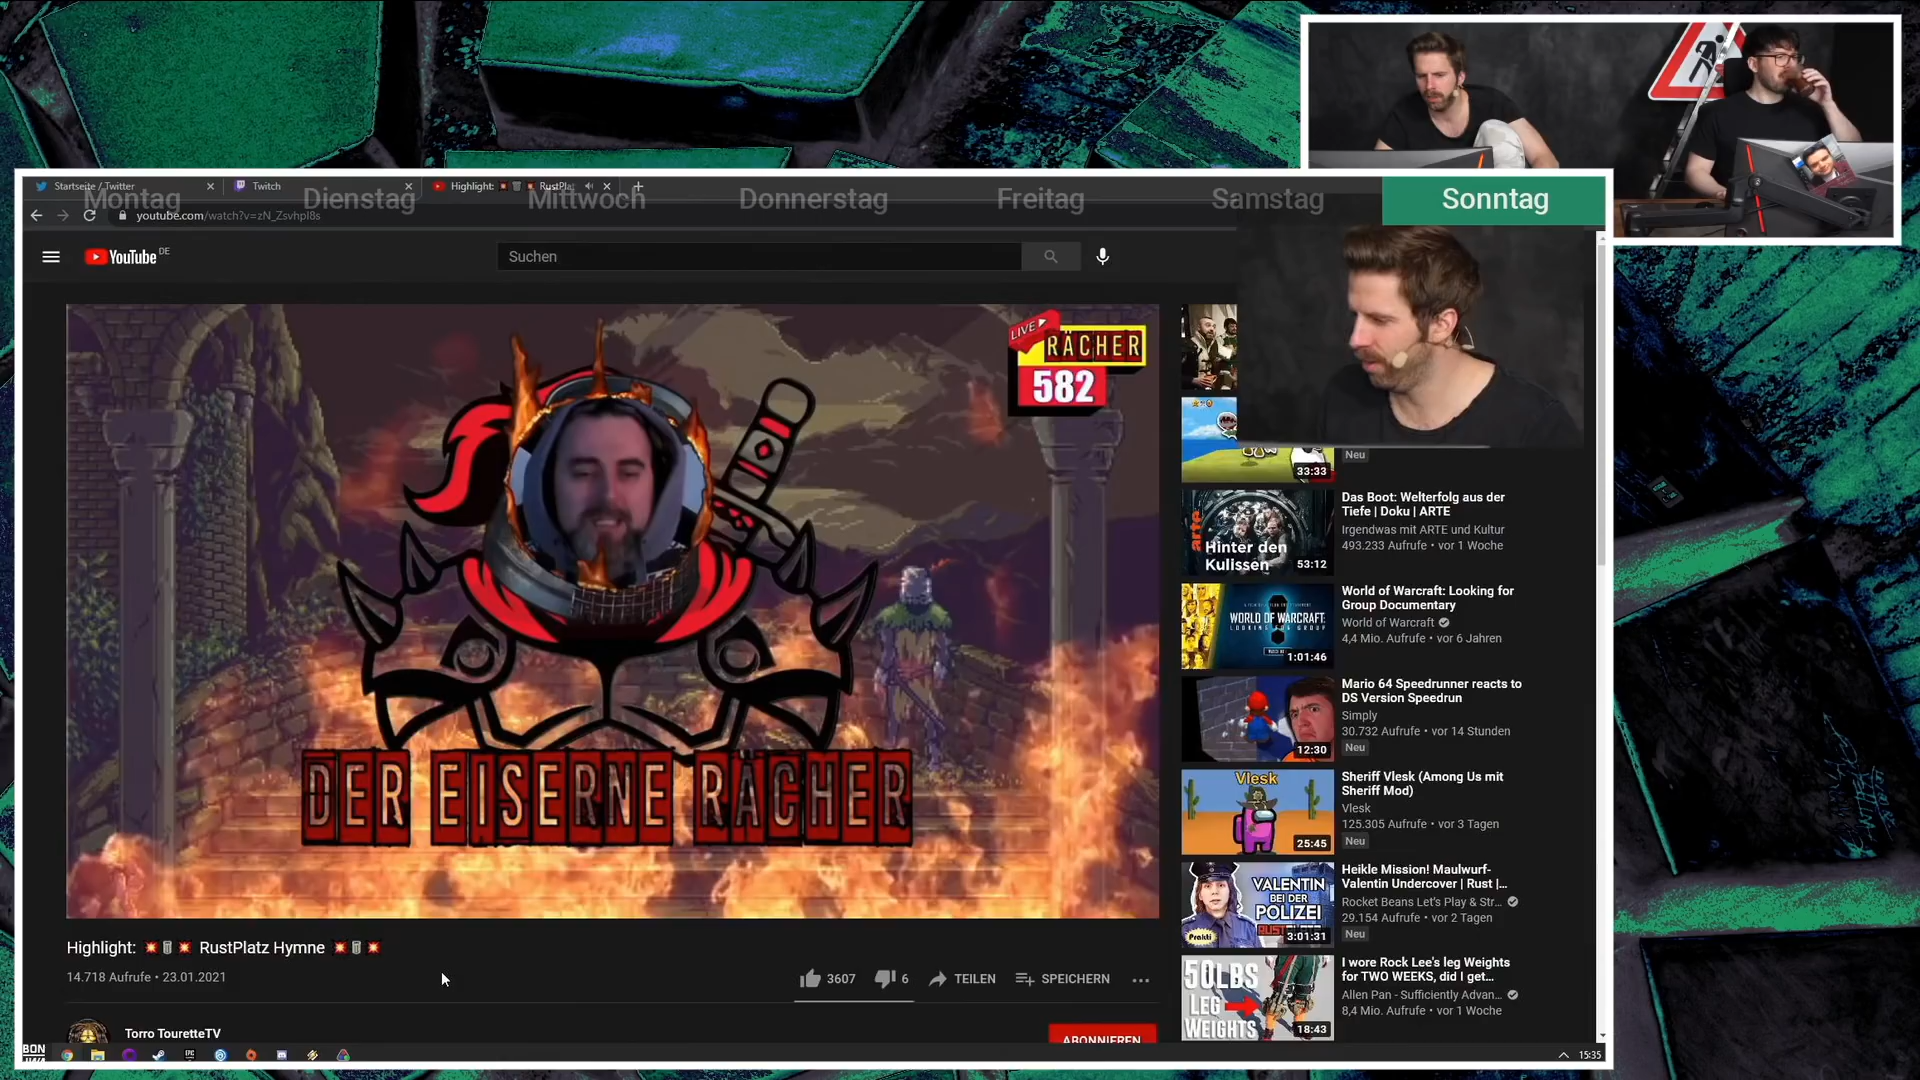 Startseite / Twitter
Twitch
Highlight:
RustPla
Montag
Dienstag
Mittwoch
Donnerstag
Freitag
Samstag
Sonntag
youtube.com/watch?v=zN_Zsvhpl8s
YouTube DE
Suchen
LIVE
RÄCHER
582
DER EISERNE RÄCHER
Highlight: RustPlatz Hymne
14.718 Aufrufe • 23.01.2021
3607
6
TEILEN
SPEICHERN
Torro TouretteTV
ABONNIEREN
33:33
Neu
arte
Hinter den
Kulissen
53:12
Das Boot: Welterfolg aus der
Tiefe | Doku | ARTE
Irgendwas mit ARTE und Kultur
493.233 Aufrufe • vor 1 Woche
WORLD OF WARCRAFT
LOOKING FOR GROUP
1:01:46
World of Warcraft: Looking for
Group Documentary
World of Warcraft
4,4 Mio. Aufrufe • vor 6 Jahren
12:30
Mario 64 Speedrunner reacts to
DS Version Speedrun
Simply
30.732 Aufrufe • vor 14 Stunden
Neu
Vlesk
25:45
Sheriff Vlesk (Among Us mit
Sheriff Mod)
Vlesk
125.305 Aufrufe • vor 3 Tagen
Neu
VALENTIN
BEI DER
POLIZEI
Prakti
3:01:31
Heikle Mission! Maulwurf-
Valentin Undercover | Rust |...
Rocket Beans Let's Play & Str...
29.154 Aufrufe • vor 2 Tagen
Neu
50LBS
LEG
WEIGHTS
18:43
I wore Rock Lee's leg Weights
for TWO WEEKS, did I get...
Allen Pan - Sufficiently Advan...
8,4 Mio. Aufrufe • vor 1 Woche
BON
15:35